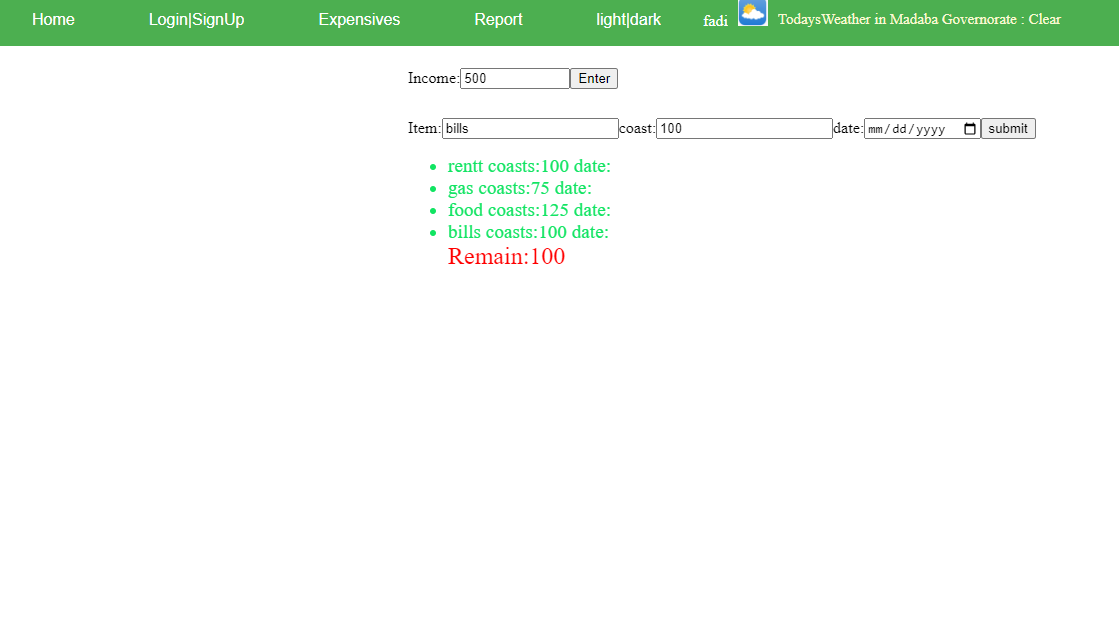 Home Login|SignUp Expensives Report light|dark fadi TodaysWeather in Madaba Governorate : Clear
Income:500 Enter
Item:bills coast:100 date:mm/dd/yyyy submit
rentt coasts:100 date:
gas coasts:75 date:
food coasts:125 date:
bills coasts:100 date:
Remain:100